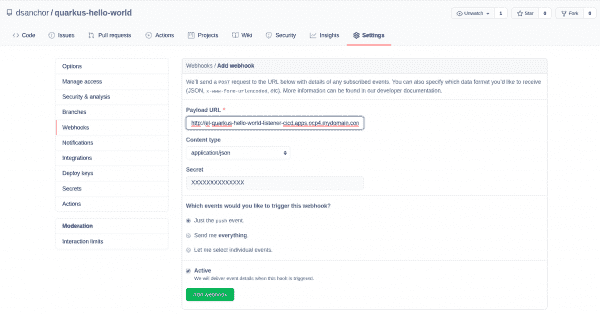 dsanchor / quarkus-hello-world
Unwatch 1 Star 0 Fork 0
Code Issues Pull requests Actions Projects Wiki Security Insights Settings
Options
Manage access
Security & analysis
Branches
Webhooks
Notifications
Integrations
Deploy keys
Secrets
Actions
Moderation
Interaction limits
Webhooks / Add webhook
We'll send a POST request to the URL below with details of any subscribed events. You can also specify which data format you'd like to receive
(JSON, x-www-form-urlencoded, etc). More information can be found in our developer documentation.
Payload URL *
http://el-quarkus-hello-world-listener-cicd.apps.ocp4.mydomain.com
Content type
application/json
Secret
XXXXXXXXXXXXXX
Which events would you like to trigger this webhook?
Just the push event.
Send me everything.
Let me select individual events.
Active
We will deliver event details when this hook is triggered.
Add webhook